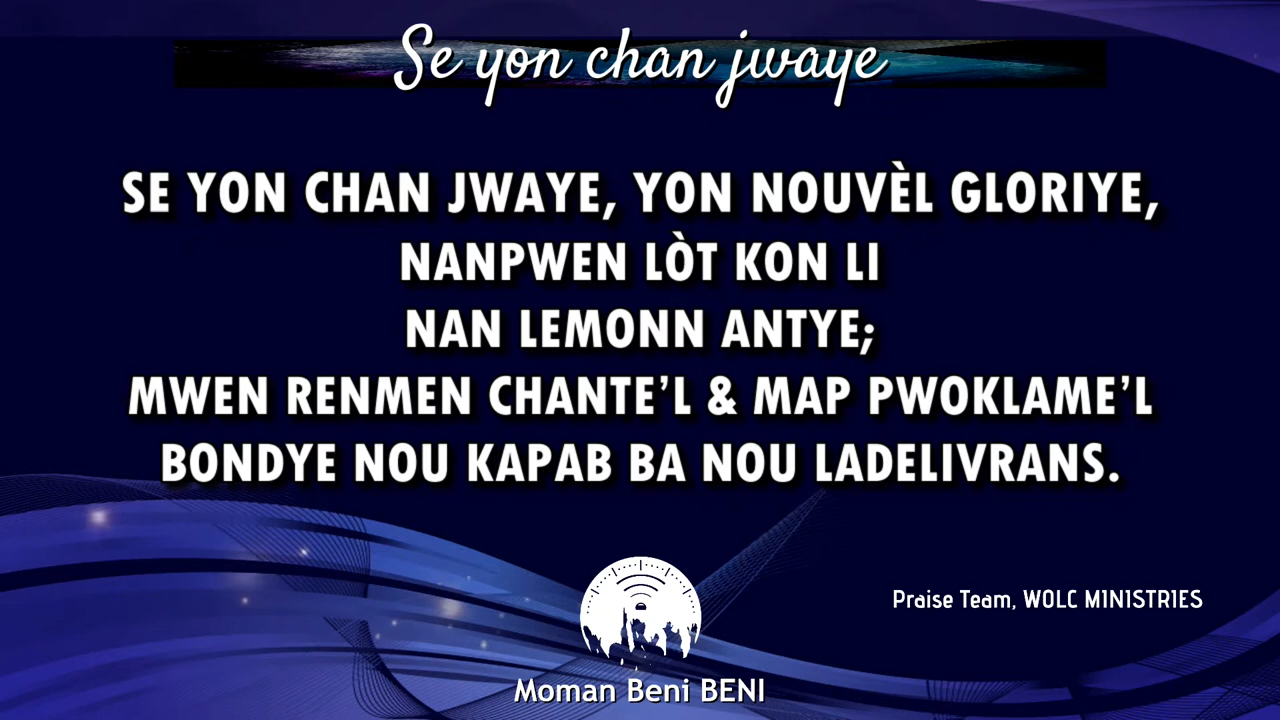 Se yon chan jwaye
SE YON CHAN JWAYE, YON NOUVÈL GLORIYE,
NANPWEN LÒT KON LI
NAN LEMONN ANTYE;
MWEN RENMEN CHANTE’L & MAP PWOKLAME’L
BONDYE NOU KAPAB BA NOU LADELIVRANS.
Praise Team, WOLC MINISTRIES
Moman Beni BENI